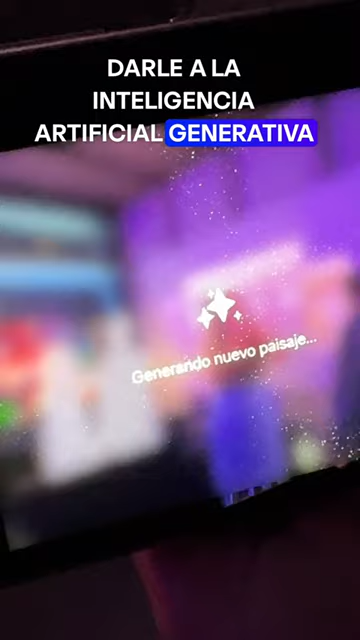 DARLE A LA
INTELIGENCIA
ARTIFICIAL GENERATIVA
Generando nuevo paisaje...